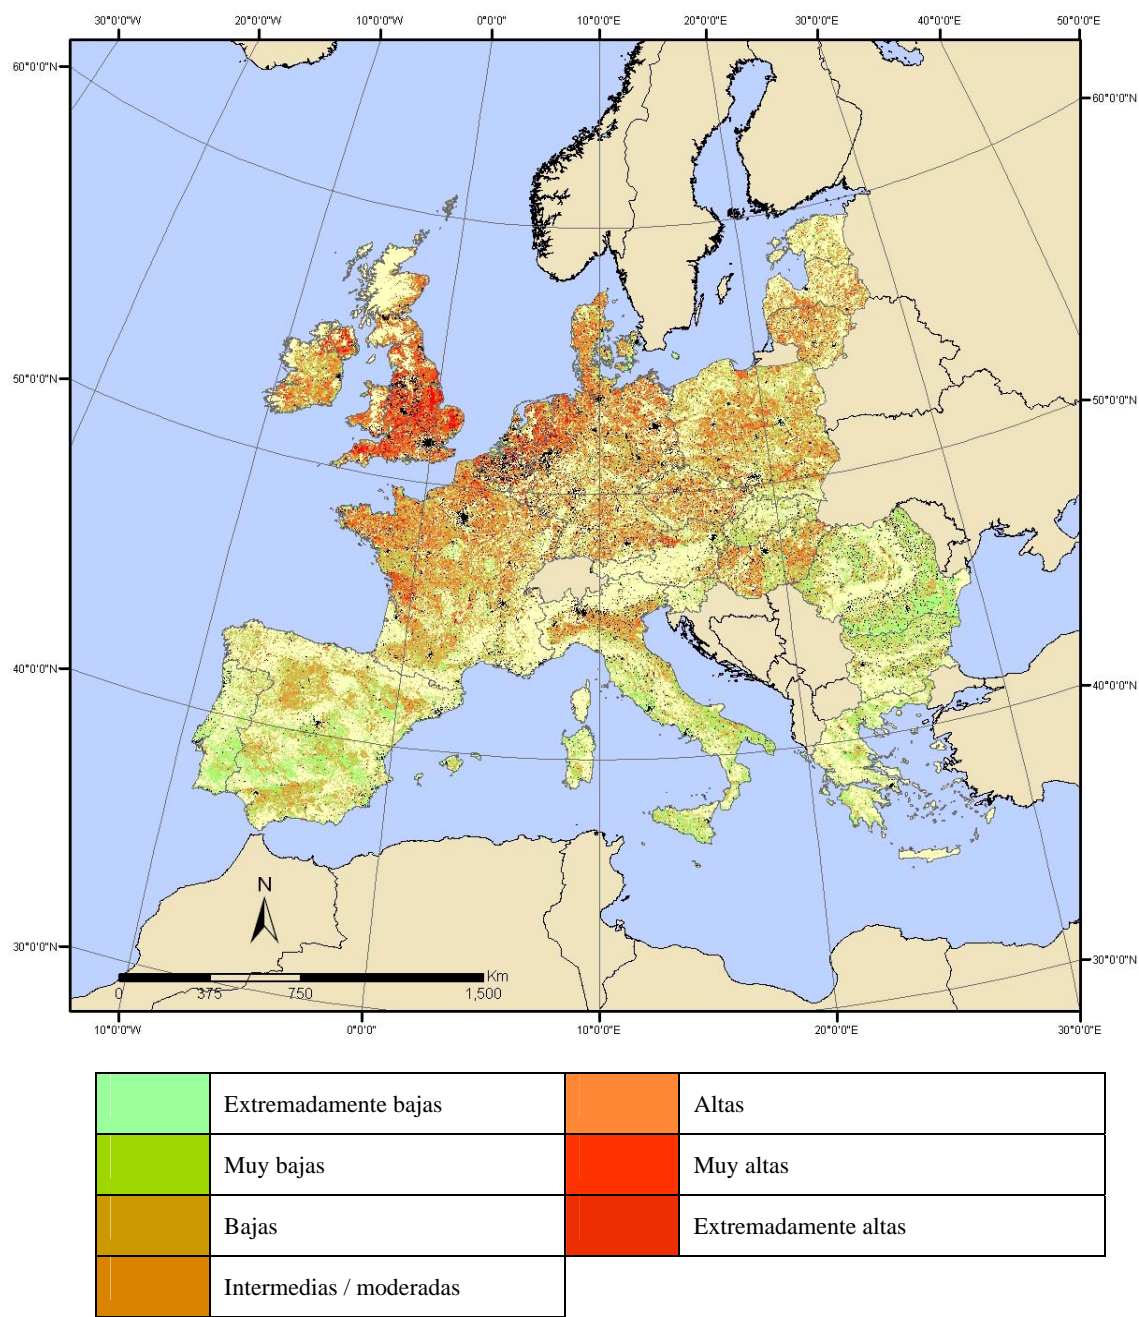 30°0'0"W 20°0'0"W 10°0'0"W 0°0'0" 10°0'0"E 20°0'0"E 30°0'0"E 40°0'0"E 50°0'0"E
60°0'0"N
60°0'0"N
50°0'0"N
50°0'0"N
40°0'0"N
40°0'0"N
N
30°0'0"N
30°0'0"N
Km
0 375 750 1,500
10°0'0"W 0°0'0" 10°0'0"E 20°0'0"E 30°0'0"E
Extremadamente bajas Altas
Muy bajas Muy altas
Bajas Extremadamente altas
Intermedias / moderadas